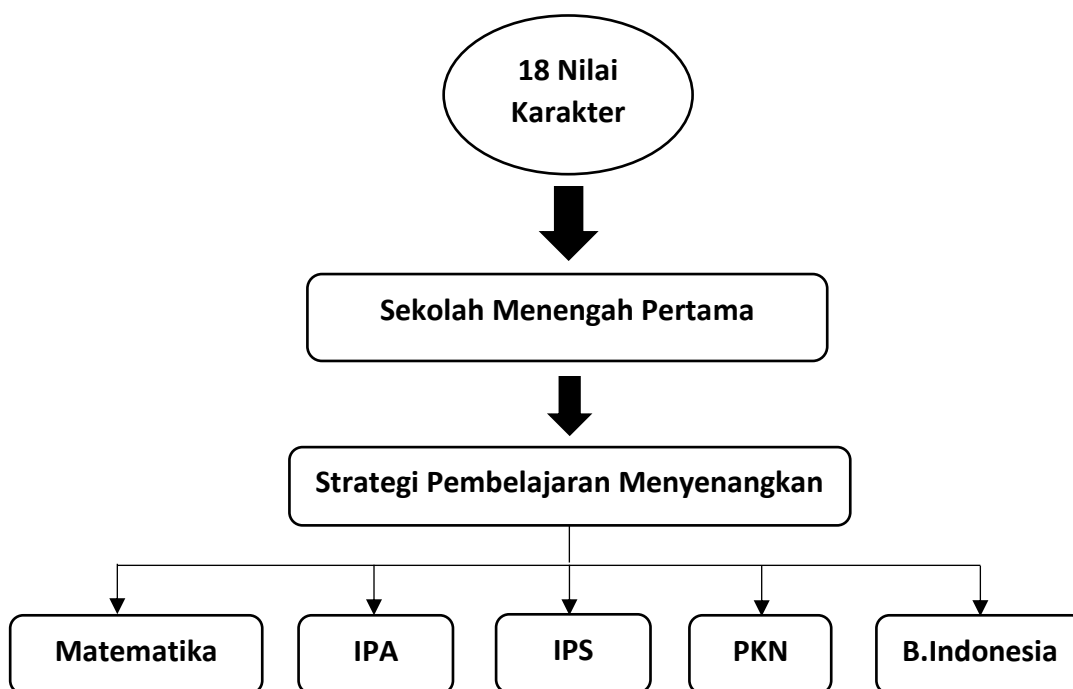 18 Nilai
Karakter
Sekolah Menengah Pertama
Strategi Pembelajaran Menyenangkan
Matematika
IPA
IPS
PKN
B.Indonesia